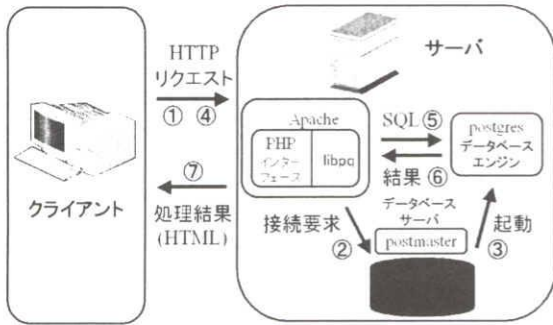 クライアント
HTTP
リクエスト
① ④
⑦
処理結果
(HTML)
サーバ
Apache
PHP
インター
フェース
libpq
SQL ⑤
結果 ⑥
postgres
データベース
エンジン
接続要求
②
データベース
サーバ
postmaster
起動
③